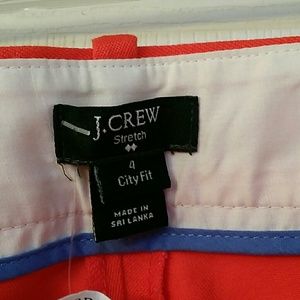 J.CREW
Stretch
4
City Fit
MADE IN
SRI LANKA